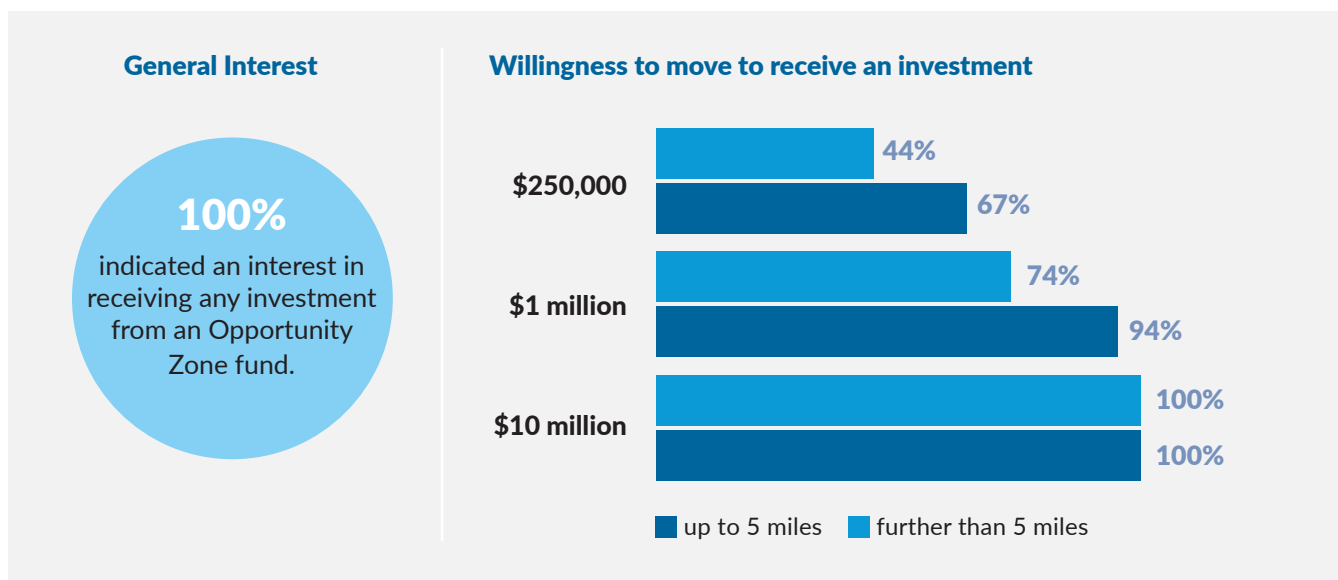 General Interest
100%
indicated an interest in
receiving any investment
from an Opportunity
Zone fund.
Willingness to move to receive an investment
$250,000
44%
67%
$1 million
74%
94%
$10 million
100%
100%
up to 5 miles
further than 5 miles